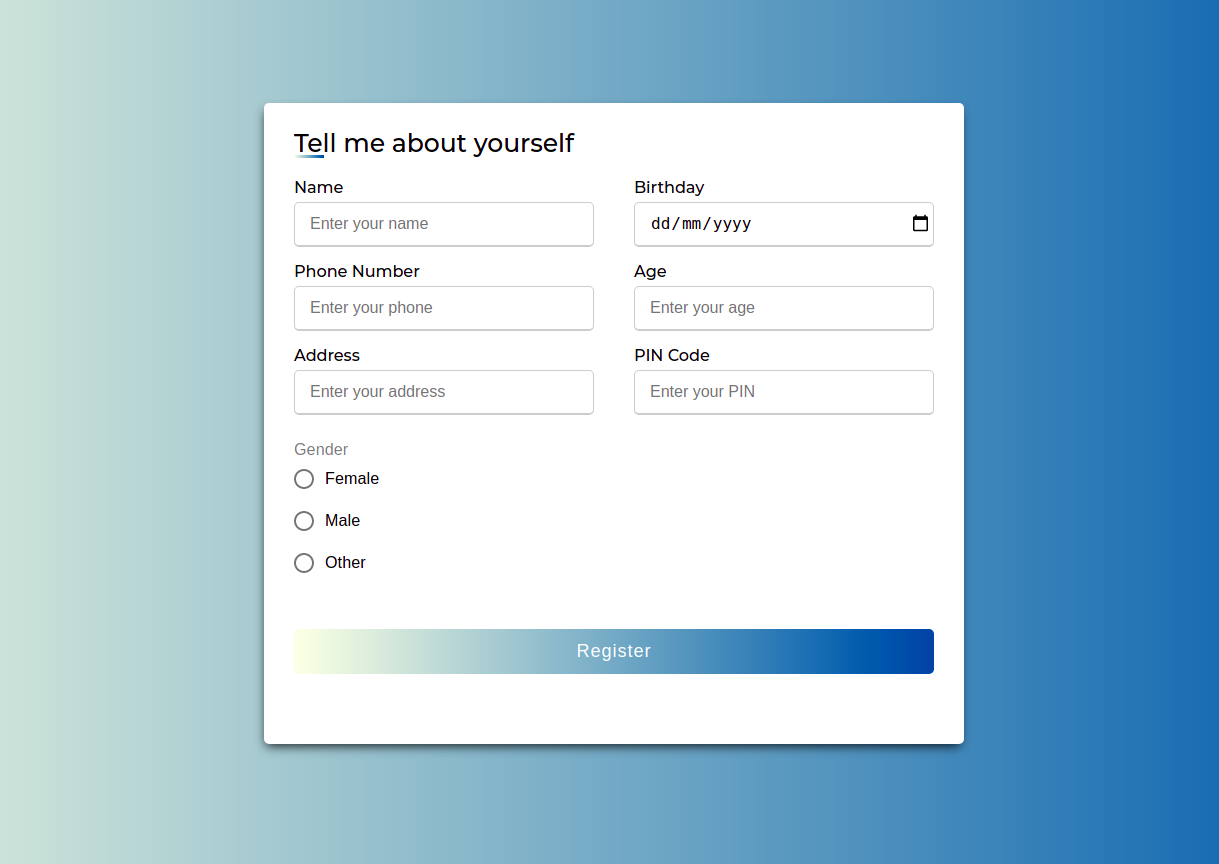 Tell me about yourself
Name
Birthday
Enter your name
dd/mm/yyyy
Phone Number
Age
Enter your phone
Enter your age
Address
PIN Code
Enter your address
Enter your PIN
Gender
Female
Male
Other
Register